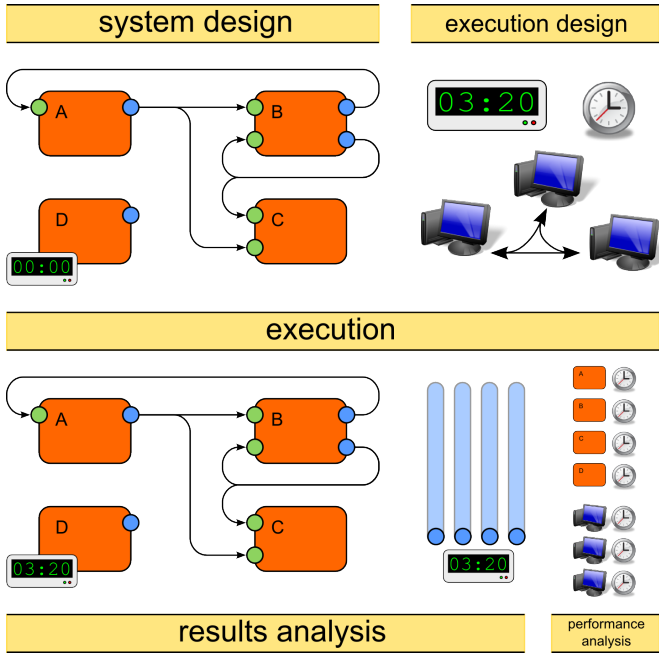 system design
execution design
A
B
03:20
D
C
00:00
execution
A
B
D
C
03:20
03:20
A
B
C
D
results analysis
performance
analysis